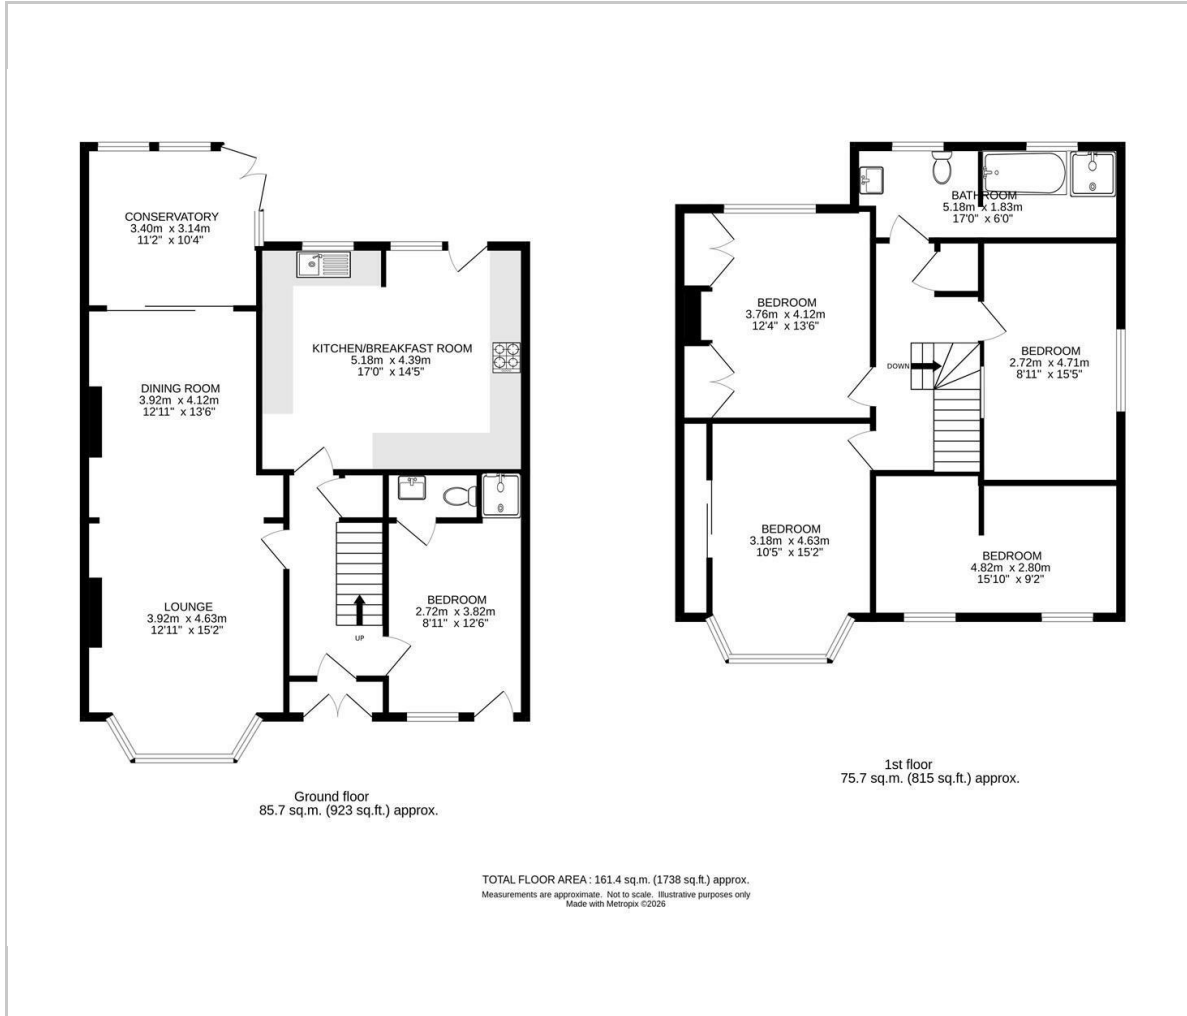 CONSERVATORY
3.40m x 3.14m
11'2" x 10'4"
KITCHEN/BREAKFAST ROOM
5.18m x 4.39m
17'0" x 14'5"
DINING ROOM
3.92m x 4.12m
12'11" x 13'6"
LOUNGE
3.92m x 4.63m
12'11" x 15'2"
BEDROOM
2.72m x 3.82m
8'11" x 12'6"
UP
Ground floor
85.7 sq.m. (923 sq.ft.) approx.
BATHROOM
5.18m x 1.83m
17'0" x 6'0"
BEDROOM
3.76m x 4.12m
12'4" x 13'6"
BEDROOM
2.72m x 4.71m
8'11" x 15'5"
DOWN
BEDROOM
3.18m x 4.63m
10'5" x 15'2"
BEDROOM
4.82m x 2.80m
15'10" x 9'2"
1st floor
75.7 sq.m. (815 sq.ft.) approx.
TOTAL FLOOR AREA : 161.4 sq.m. (1738 sq.ft.) approx.
Measurements are approximate. Not to scale. Illustrative purposes only
Made with Metropix ©2026